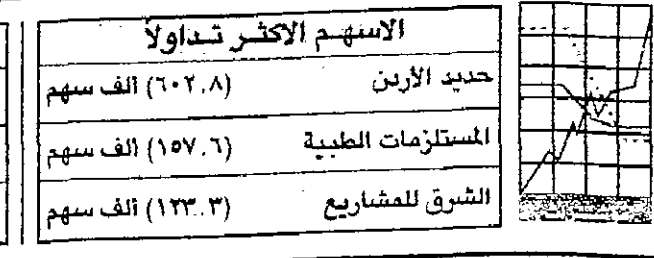 الاسهم الاكثر تداولاً
حديد الأردن (٦٠٢.٨) الف سهم
المستلزمات الطبية (١٥٧.٦) الف سهم
الشرق للمشاريع (١٢٣.٣) الف سهم